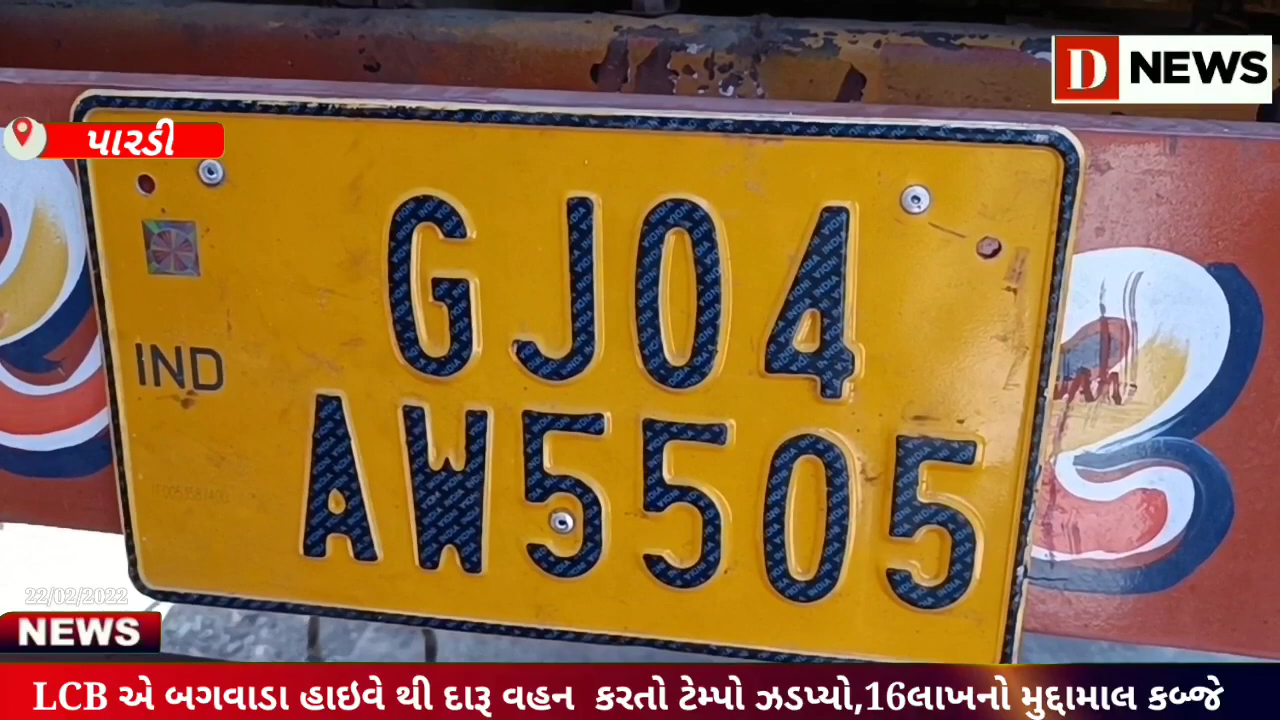 D NEWS
પારડી
GJ04
IND
AW5505
22/02/2022
NEWS
LCB એ બગવાડા હાઇવે થી દારૂ વહન કરતો ટેમ્પો ઝડપ્યો,16લાખનો મુદ્દામાલ કબ્જે